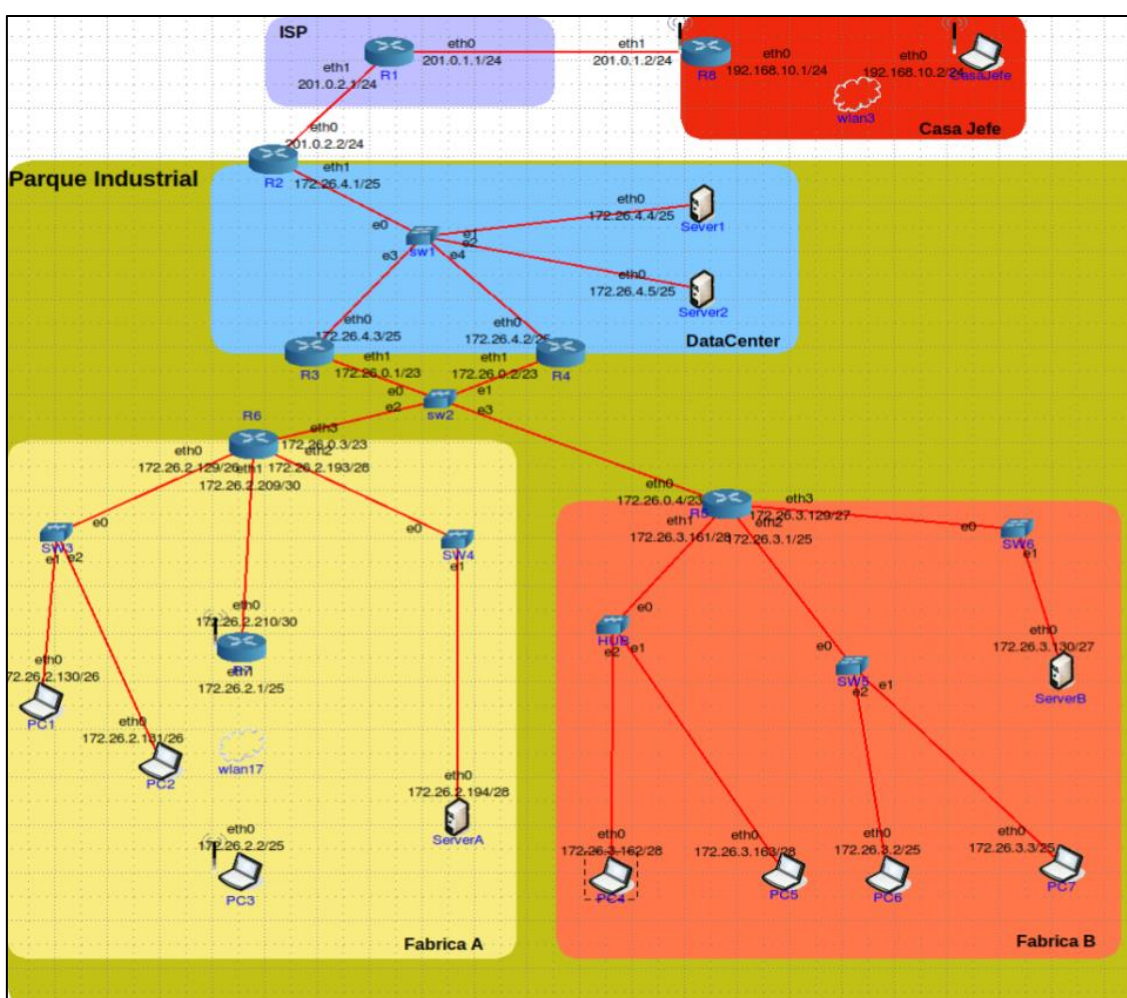 ISP
eth0
201.0.1.1/24
R1
eth1
201.0.2.1/24
eth1
201.0.1.2/24
R8
eth0
192.168.10.1/24
192.168.10.2/24
CasaJefe
wlan3
Casa Jefe
eth0
201.0.2.2/24
R2
Parque Industrial
eth1
172.26.4.1/25
e0
sw1
e1
e2
e3
e4
eth0
172.26.4.4/25
Sever1
eth0
172.26.4.5/25
Server2
DataCenter
eth0
172.26.4.3/25
R3
eth0
R4
eth1
172.26.0.1/23
eth1
172.26.0.2/23
e0
e1
sw2
e2
e3
R6
eth3
172.26.0.3/23
eth0
172.26.2.129/26
eth1
172.26.2.209/30
eth2
172.26.2.193/28
e0
SW3
e1
e2
e0
SW4
e1
eth0
172.26.2.210/30
172.26.2.1/25
wlan17
eth0
PC1
eth0
172.26.2.131/26
PC2
eth0
172.26.2.2/25
PC3
eth0
172.26.2.194/28
ServerA
Fabrica A
eth0
172.26.0.4/23
eth1
172.26.3.161/28
eth2
172.26.3.1/25
eth3
172.26.3.129/27
e0
SW6
e1
e0
HUB
e2
e1
e0
SW5
e2
e1
eth0
172.26.3.130/27
ServerB
eth0
172.26.3.162/28
PC4
eth0
172.26.3.163/28
PC5
eth0
172.26.3.2/25
PC6
eth0
172.26.3.3/25
PC7
Fabrica B